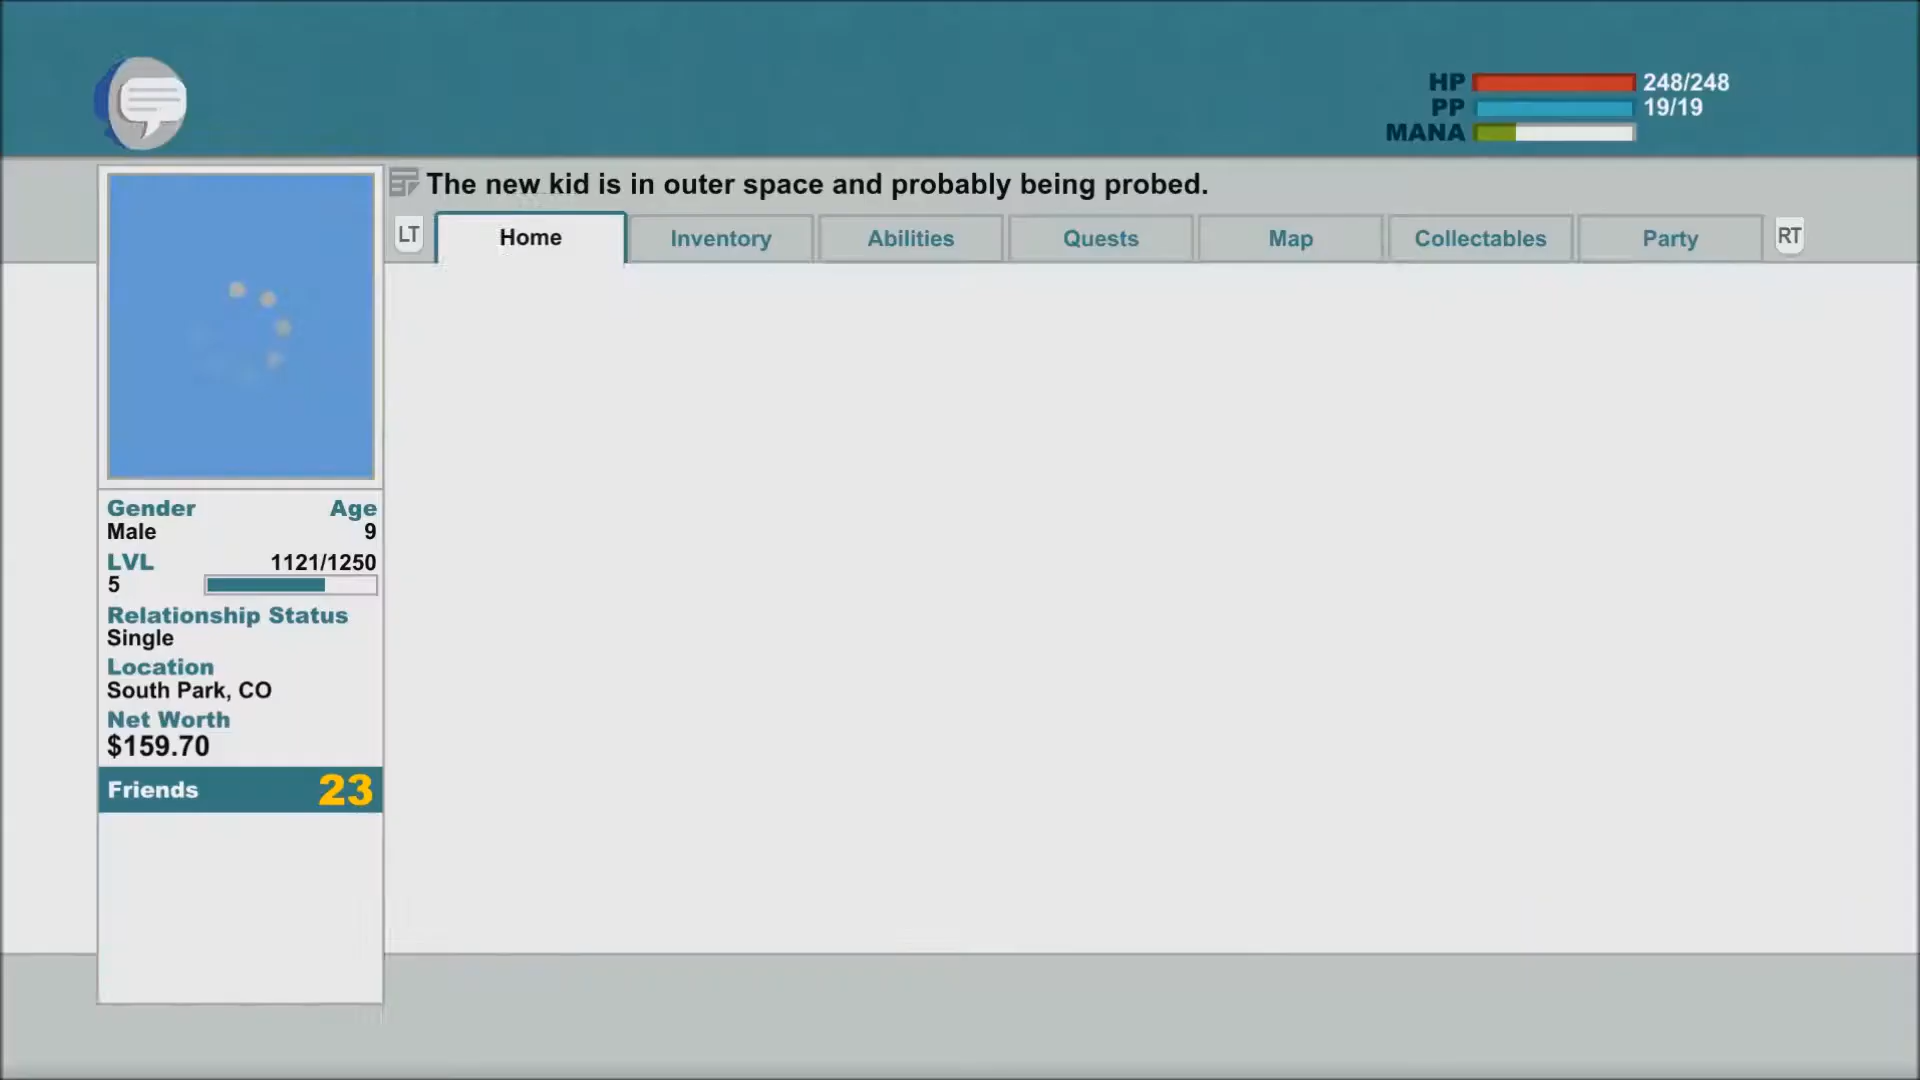 HP 248/248
PP 19/19
MANA
The new kid is in outer space and probably being probed.
LT Home Inventory Abilities Quests Map Collectables Party RT
Gender Age
Male 9
LVL 1121/1250
5
Relationship Status
Single
Location
South Park, CO
Net Worth
$159.70
Friends 23